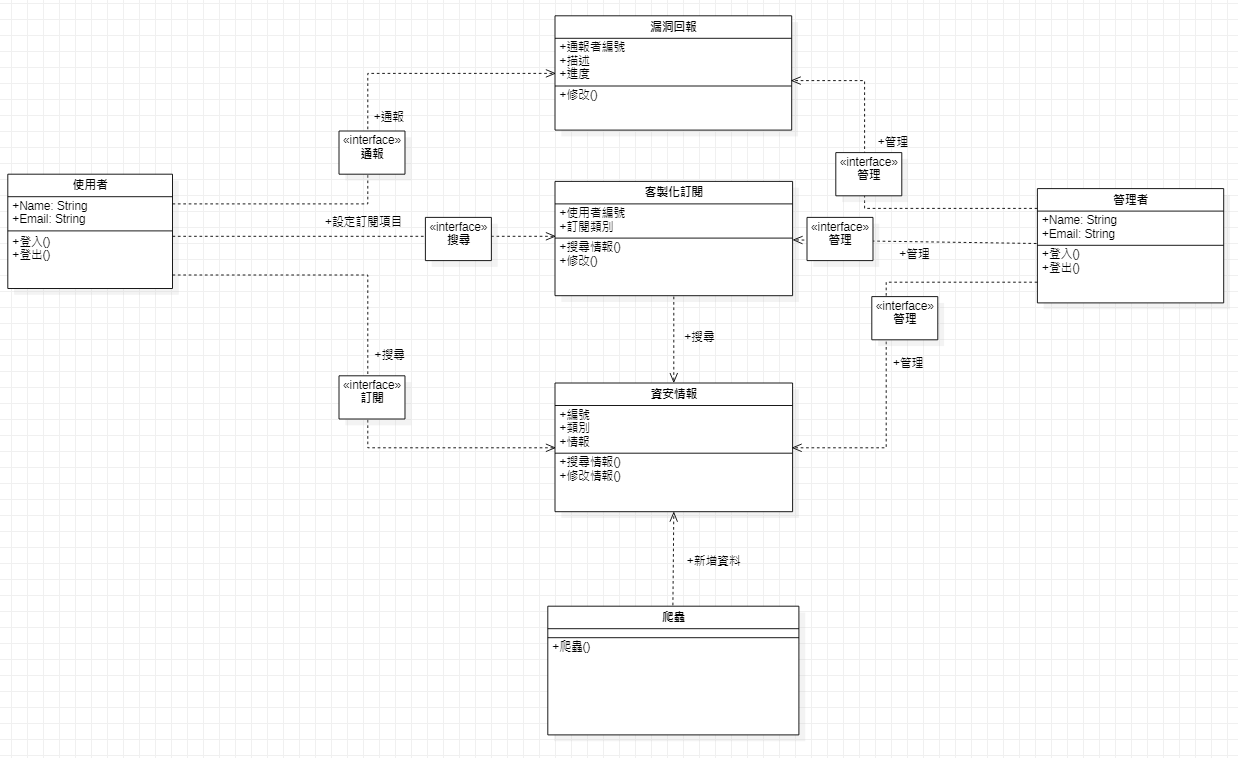 漏洞回報
+通報者編號
+描述
+進度
+修改()
+通報
«interface»
通報
+管理
«interface»
管理
使用者
+Name: String
+Email: String
+登入()
+登出()
客製化訂閱
+使用者編號
+訂閱類別
+搜尋情報()
+修改()
管理者
+Name: String
+Email: String
+登入()
+登出()
+設定訂閱項目
«interface»
搜尋
«interface»
管理
+管理
«interface»
管理
+管理
+搜尋
+搜尋
«interface»
訂閱
資安情報
+編號
+類別
+情報
+搜尋情報()
+修改情報()
+新增資料
爬蟲
+爬蟲()